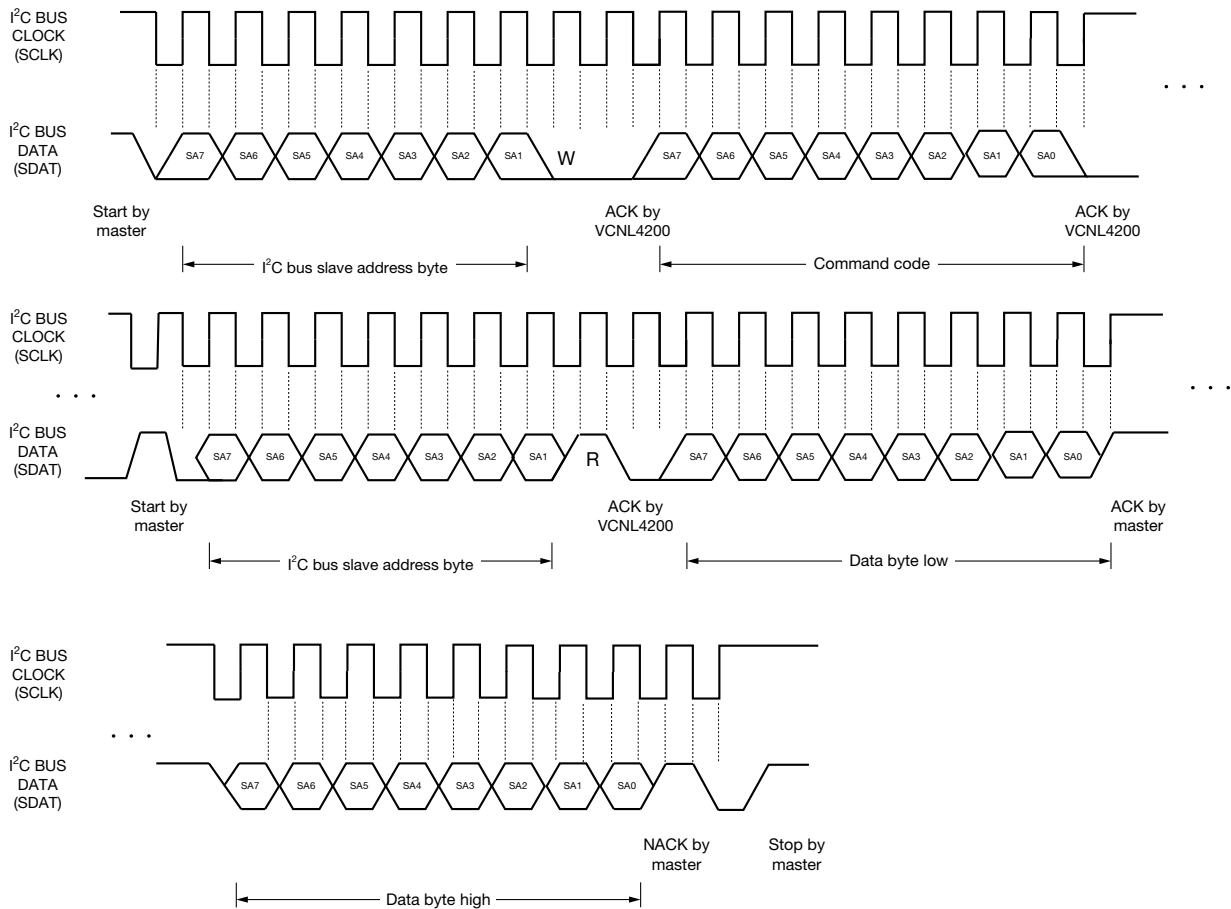 I²C BUS
CLOCK
(SCLK)
. . .
I²C BUS
DATA
(SDAT)
SA7 SA6 SA5 SA4 SA3 SA2 SA1 W SA7 SA6 SA5 SA4 SA3 SA2 SA1 SA0
Start by
master
ACK by
VCNL4200
ACK by
VCNL4200
I²C bus slave address byte
Command code
I²C BUS
CLOCK
(SCLK)
. . .
. . .
I²C BUS
DATA
(SDAT)
SA7 SA6 SA5 SA4 SA3 SA2 SA1 R SA7 SA6 SA5 SA4 SA3 SA2 SA1 SA0
Start by
master
ACK by
VCNL4200
ACK by
master
I²C bus slave address byte
Data byte low
I²C BUS
CLOCK
(SCLK)
. . .
I²C BUS
DATA
(SDAT)
SA7 SA6 SA5 SA4 SA3 SA2 SA1 SA0
NACK by
master
Stop by
master
Data byte high